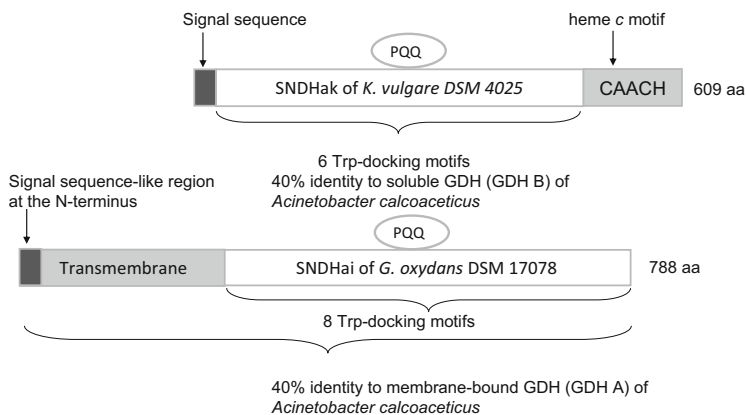 Signal sequence
heme c motif
PQQ
SNDHak of K. vulgare DSM 4025
CAACH
609 aa
6 Trp-docking motifs
40% identity to soluble GDH (GDH B) of
Acinetobacter calcoaceticus
Signal sequence-like region
at the N-terminus
PQQ
Transmembrane
SNDHai of G. oxydans DSM 17078
788 aa
8 Trp-docking motifs
40% identity to membrane-bound GDH (GDH A) of
Acinetobacter calcoaceticus